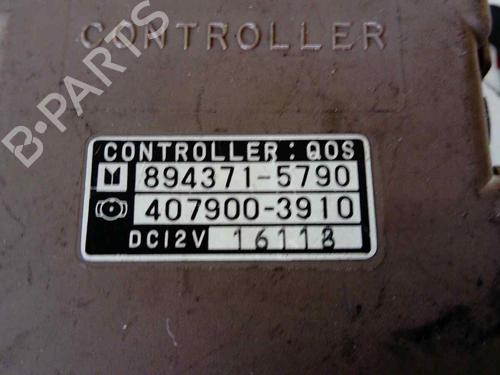 CONTROLLER
B-PARTS
CONTROLLER: QOS
894371-5790
407900-3910
DC12V 16118